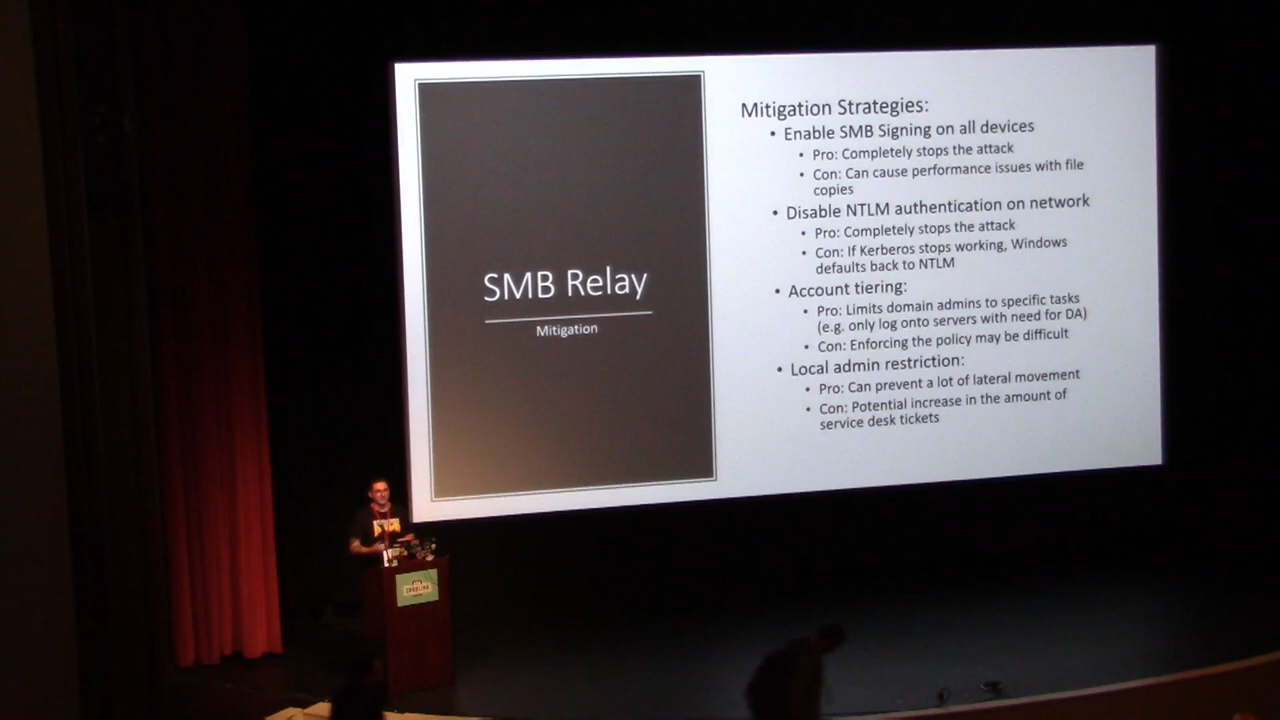 SMB Relay
Mitigation
Mitigation Strategies:
• Enable SMB Signing on all devices
• Pro: Completely stops the attack
• Con: Can cause performance issues with file
copies
• Disable NTLM authentication on network
• Pro: Completely stops the attack
• Con: If Kerberos stops working, Windows
defaults back to NTLM
• Account tiering:
• Pro: Limits domain admins to specific tasks
(e.g. only log onto servers with need for DA)
• Con: Enforcing the policy may be difficult
• Local admin restriction:
• Pro: Can prevent a lot of lateral movement
• Con: Potential increase in the amount of
service desk tickets